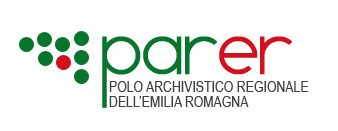 parer
POLO ARCHIVISTICO REGIONALE
DELL'EMILIA ROMAGNA